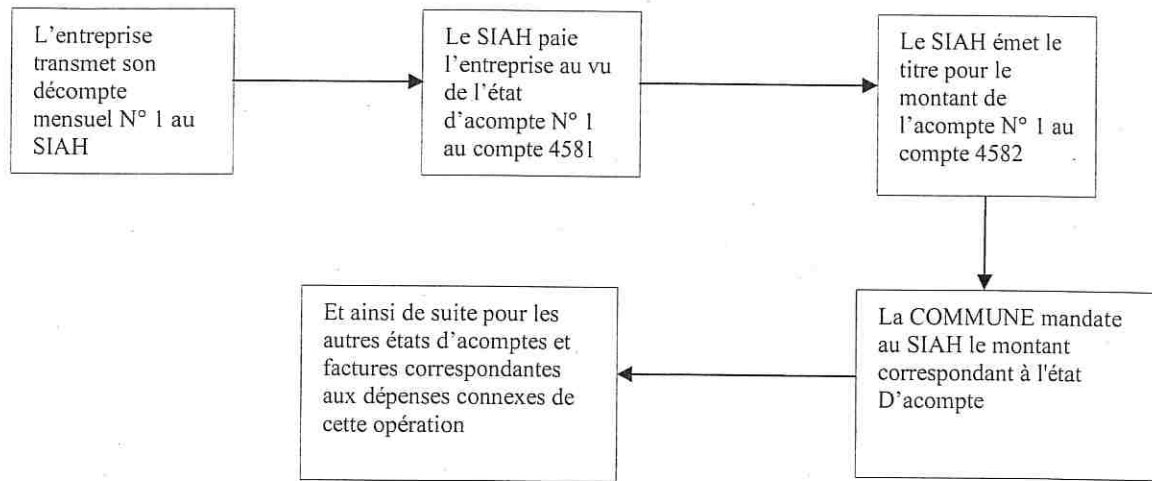 L'entreprise
transmet son
décompte
mensuel N° 1 au
SIAH
Le SIAH paie
l'entreprise au vu
de l'état
d'acompte N° 1
au compte 4581
Le SIAH émet le
titre pour le
montant de
l'acompte N° 1 au
compte 4582
La COMMUNE mandate
au SIAH le montant
correspondant à l'état
D'acompte
Et ainsi de suite pour les
autres états d'acomptes et
factures correspondantes
aux dépenses connexes de
cette opération